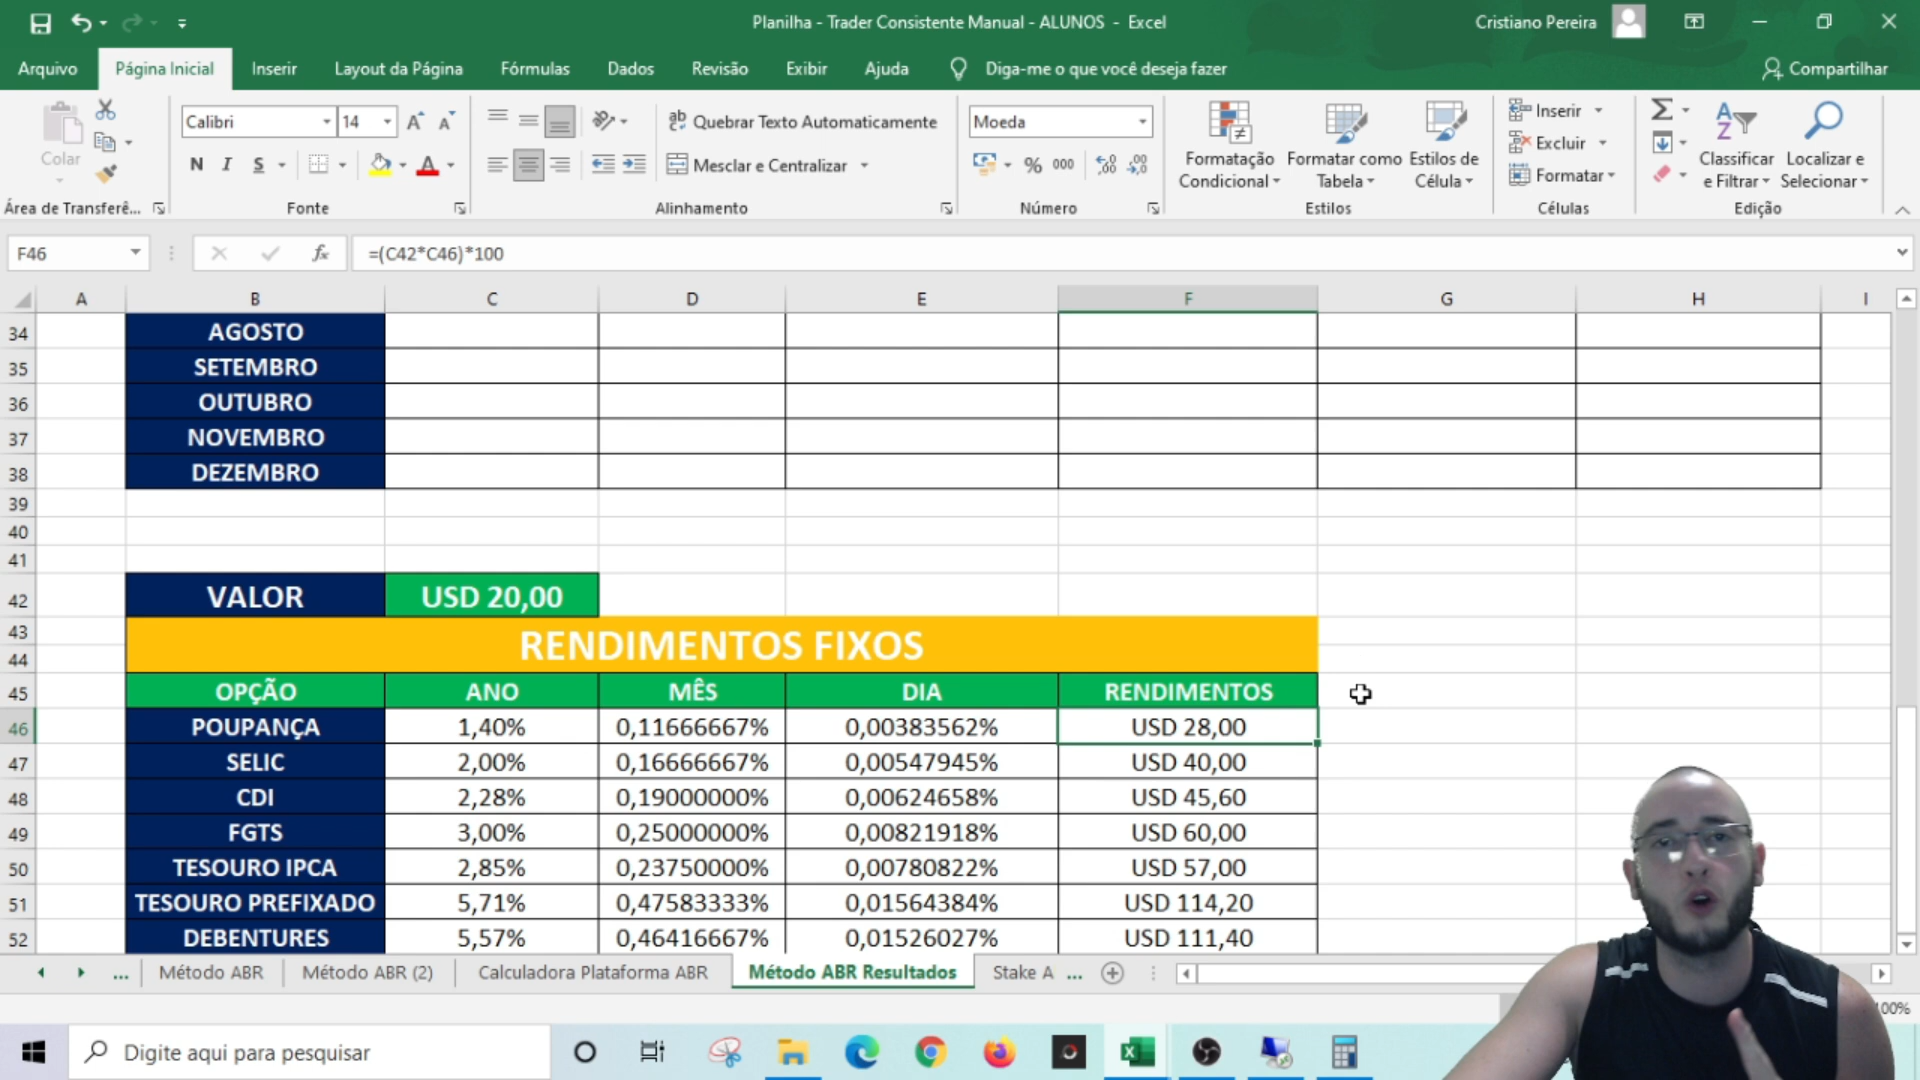 Planilha - Trader Consistente Manual - ALUNOS - Excel
Cristiano Pereira
Arquivo
Página Inicial
Inserir
Layout da Página
Fórmulas
Dados
Revisão
Exibir
Ajuda
Diga-me o que você deseja fazer
Compartilhar
Colar
Calibri
14
N I S
Quebrar Texto Automaticamente
Mesclar e Centralizar
Moeda
% 000
Formatação Condicional
Formatar como Tabela
Estilos de Célula
Inserir
Excluir
Formatar
Classificar e Filtrar
Localizar e Selecionar
Área de Transferê...
Fonte
Alinhamento
Número
Estilos
Células
Edição
F46
fx
=(C42*C46)*100
A B C D E F G H I
34 AGOSTO
35 SETEMBRO
36 OUTUBRO
37 NOVEMBRO
38 DEZEMBRO
39
40
41
42 VALOR USD 20,00
43
RENDIMENTOS FIXOS
44
45 OPÇÃO ANO MÊS DIA RENDIMENTOS
46 POUPANÇA 1,40% 0,11666667% 0,00383562% USD 28,00
47 SELIC 2,00% 0,16666667% 0,00547945% USD 40,00
48 CDI 2,28% 0,19000000% 0,00624658% USD 45,60
49 FGTS 3,00% 0,25000000% 0,00821918% USD 60,00
50 TESOURO IPCA 2,85% 0,23750000% 0,00780822% USD 57,00
51 TESOURO PREFIXADO 5,71% 0,47583333% 0,01564384% USD 114,20
52 DEBENTURES 5,57% 0,46416667% 0,01526027% USD 111,40
...
Método ABR
Método ABR (2)
Calculadora Plataforma ABR
Método ABR Resultados
Stake A ...
100%
Digite aqui para pesquisar